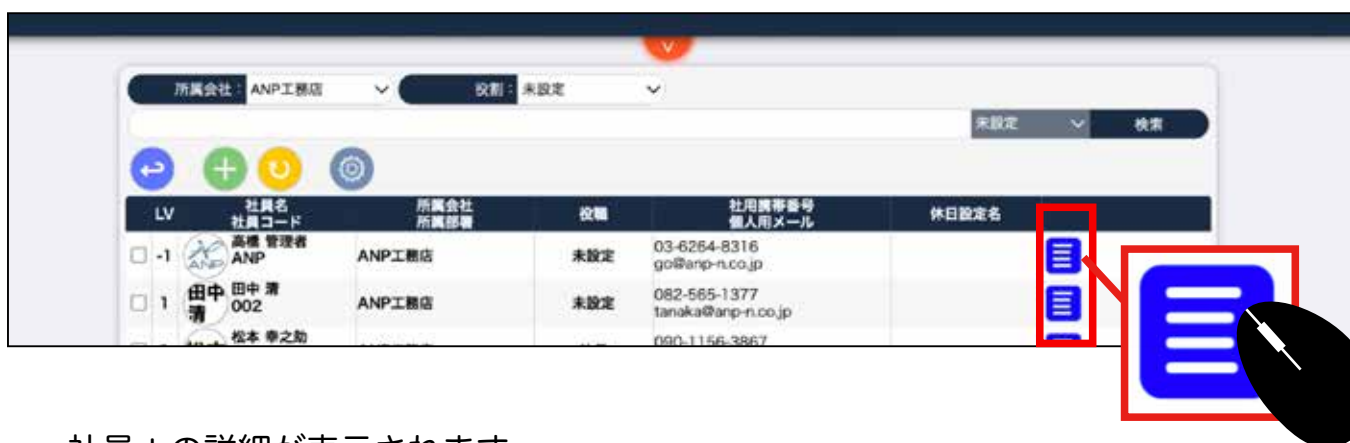 所属会社： ANP工務店 役割： 未設定
未設定 検索
LV 社員名 社員コード 所属会社 所属部署 役職 社用携帯番号 個人用メール 休日設定名
-1 ANP 高橋 管理者 ANP ANP工務店 未設定 03-6264-8316 go@anp-n.co.jp
1 田中 清 田中 清 002 ANP工務店 未設定 082-565-1377 tanaka@anp-n.co.jp
松本 幸之助 090-1156-3867